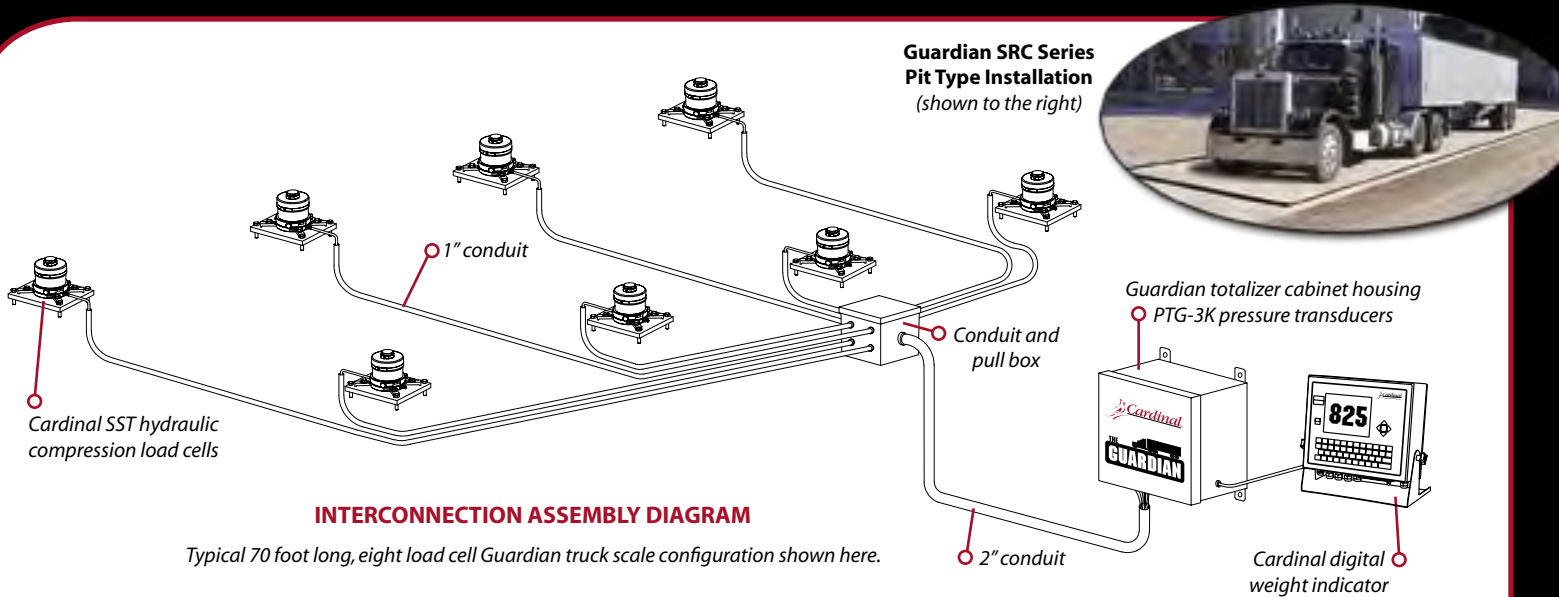 Guardian SRC Series
Pit Type Installation
(shown to the right)
1” conduit
Guardian totalizer cabinet housing
PTG-3K pressure transducers
Conduit and
pull box
Cardinal SST hydraulic
compression load cells
Cardinal
THE
GUARDIAN
Cardinal
825
INTERCONNECTION ASSEMBLY DIAGRAM
Typical 70 foot long, eight load cell Guardian truck scale configuration shown here.
2” conduit
Cardinal digital
weight indicator